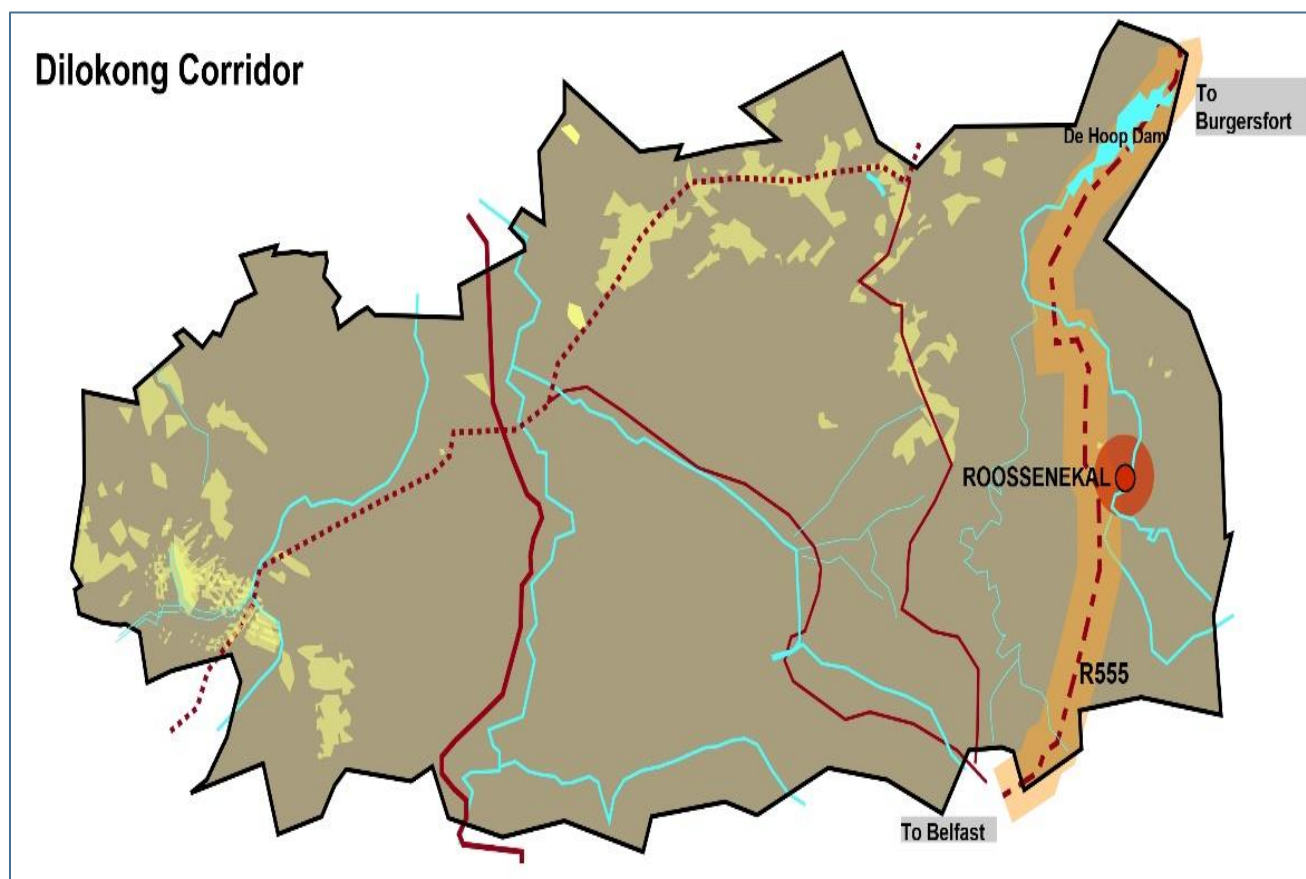 Dilokong Corridor
To
Burgersfort
De Hoop Dam
ROOSSENEKAL
R555
To Belfast